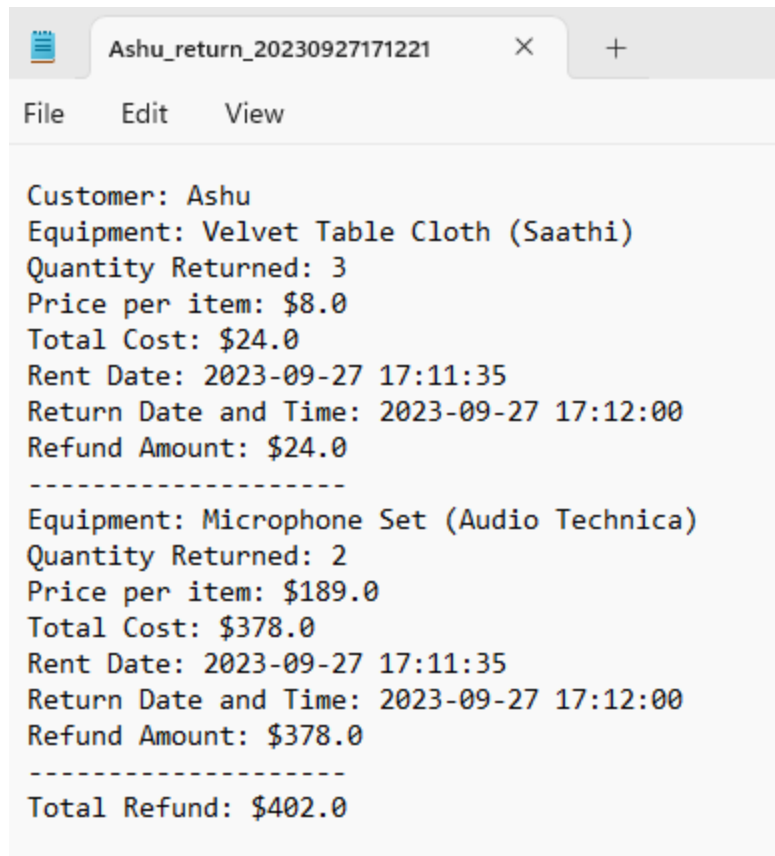 Ashu_return_20230927171221
File Edit View
Customer: Ashu
Equipment: Velvet Table Cloth (Saathi)
Quantity Returned: 3
Price per item: $8.0
Total Cost: $24.0
Rent Date: 2023-09-27 17:11:35
Return Date and Time: 2023-09-27 17:12:00
Refund Amount: $24.0
--------------------
Equipment: Microphone Set (Audio Technica)
Quantity Returned: 2
Price per item: $189.0
Total Cost: $378.0
Rent Date: 2023-09-27 17:11:35
Return Date and Time: 2023-09-27 17:12:00
Refund Amount: $378.0
--------------------
Total Refund: $402.0